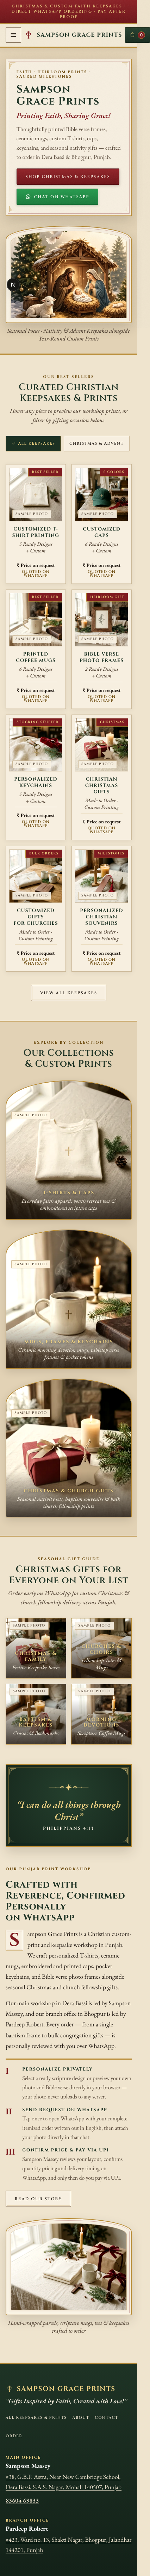 CHRISTMAS & CUSTOM FAITH KEEPSAKES ·
DIRECT WHATSAPP ORDERING · PAY AFTER
PROOF
SAMPSON GRACE PRINTS
0
FAITH · HEIRLOOM PRINTS ·
SACRED MILESTONES
SAMPSON
GRACE PRINTS
Printing Faith, Sharing Grace!
Thoughtfully printed Bible verse
frames, ceramic mugs, custom T-shirts,
caps, keychains, and seasonal nativity gifts — crafted
to order in Dera Bassi & Bhogpur, Punjab.
SHOP CHRISTMAS & KEEPSAKES
CHAT ON WHATSAPP
N
Seasonal Focus · Nativity & Advent Keepsakes alongside
Year-Round Custom Prints
OUR BEST SELLERS
CURATED CHRISTIAN
KEEPSAKES & PRINTS
Hover any piece to preview our workshop prints, or
filter by gifting occasion below.
✓ ALL KEEPSAKES
CHRISTMAS & ADVENT
BEST SELLER
SAMPLE PHOTO
CUSTOMIZED T-
SHIRT PRINTING
3 Ready Designs
+ Custom
₹ Price on request
QUOTED ON
WHATSAPP
6 COLORS
SAMPLE PHOTO
CUSTOMIZED
CAPS
6 Ready Designs
+ Custom
₹ Price on request
QUOTED ON
WHATSAPP
BEST SELLER
SAMPLE PHOTO
PRINTED
COFFEE MUGS
4 Ready Designs
+ Custom
₹ Price on request
QUOTED ON
WHATSAPP
HEIRLOOM GIFT
SAMPLE PHOTO
BIBLE VERSE
PHOTO FRAMES
2 Ready Designs
+ Custom
₹ Price on request
QUOTED ON
WHATSAPP
STOCKING STUFFER
SAMPLE PHOTO
PERSONALIZED
KEYCHAINS
3 Ready Designs
+ Custom
₹ Price on request
QUOTED ON
WHATSAPP
CHRISTMAS
SAMPLE PHOTO
CHRISTIAN
CHRISTMAS
GIFTS
Made to Order ·
Custom Printing
₹ Price on request
QUOTED ON
WHATSAPP
BULK ORDERS
SAMPLE PHOTO
CUSTOMIZED
GIFTS
FOR CHURCHES
Made to Order ·
Custom Printing
₹ Price on request
QUOTED ON
WHATSAPP
MILESTONES
SAMPLE PHOTO
PERSONALIZED
CHRISTIAN
SOUVENIRS
Made to Order ·
Custom Printing
₹ Price on request
QUOTED ON
WHATSAPP
VIEW ALL KEEPSAKES
EXPLORE BY COLLECTION
OUR COLLECTIONS
& CUSTOM PRINTS
SAMPLE PHOTO
T-SHIRTS & CAPS
Everyday faith apparel, youth retreat tees &
embroidered scripture caps
SAMPLE PHOTO
MUGS, FRAMES & KEYCHAINS
Ceramic morning devotion mugs, tabletop verse
frames & pocket tokens
SAMPLE PHOTO
CHRISTMAS & CHURCH GIFTS
Seasonal nativity sets, baptism souvenirs & bulk
church fellowship prints
SEASONAL GIFT GUIDE
CHRISTMAS GIFTS FOR
EVERYONE ON YOUR LIST
Order early on WhatsApp for custom Christmas &
church fellowship delivery across Punjab.
SAMPLE PHOTO
CHRISTMAS &
FAMILY
Festive Keepsake Boxes
SAMPLE PHOTO
CHURCHES &
CHOIRS
Fellowship Tees &
Mugs
SAMPLE PHOTO
BAPTISM &
KEEPSAKES
SAMPLE PHOTO
MORNING
DEVOTIONS
Scripture Coffee Mugs
“I can do all things through
Christ”
PHILIPPIANS 4:13
OUR PUNJAB PRINT WORKSHOP
CRAFTED WITH
REVERENCE, CONFIRMED
PERSONALLY
ON WHATSAPP
Sampson Grace Prints is a Christian custom-
print and keepsake workshop in Punjab.
We craft personalized T-shirts, ceramic
mugs, embroidered and printed caps, pocket
keychains, and Bible verse photo frames alongside
seasonal Christmas and church fellowship gifts.
Our main workshop in Dera Bassi is led by Sampson
Massey, and our branch office in Bhogpur is led by
Pardeep Robert. Every order — from a single
baptism frame to bulk congregation gifts — is
personally reviewed with you over WhatsApp.
I
PERSONALIZE PRIVATELY
Select a ready scripture design or preview your own
photo and Bible verse directly in your browser —
your photo never uploads to any server.
II
SEND REQUEST ON WHATSAPP
Tap once to open WhatsApp with your complete
itemized order written out in English, then attach
your photo directly in that chat.
III
CONFIRM PRICE & PAY VIA UPI
Sampson Massey reviews your layout, confirms
quantity pricing and delivery timing on
WhatsApp, and only then do you pay via UPI.
READ OUR STORY
Hand-wrapped parcels, scripture mugs, tees & keepsakes
crafted to order
SAMPSON GRACE PRINTS
“Gifts Inspired by Faith, Created with Love!”
ALL KEEPSAKES & PRINTS
ABOUT
CONTACT
ORDER
MAIN OFFICE
Sampson Massey
#38, G.B.P. Astra, Near New Cambridge School,
Dera Bassi, S.A.S. Nagar, Mohali 140507, Punjab
83604 69833
BRANCH OFFICE
Pardeep Robert
#423, Ward no. 13, Shakti Nagar, Bhogpur, Jalandhar
144201, Punjab